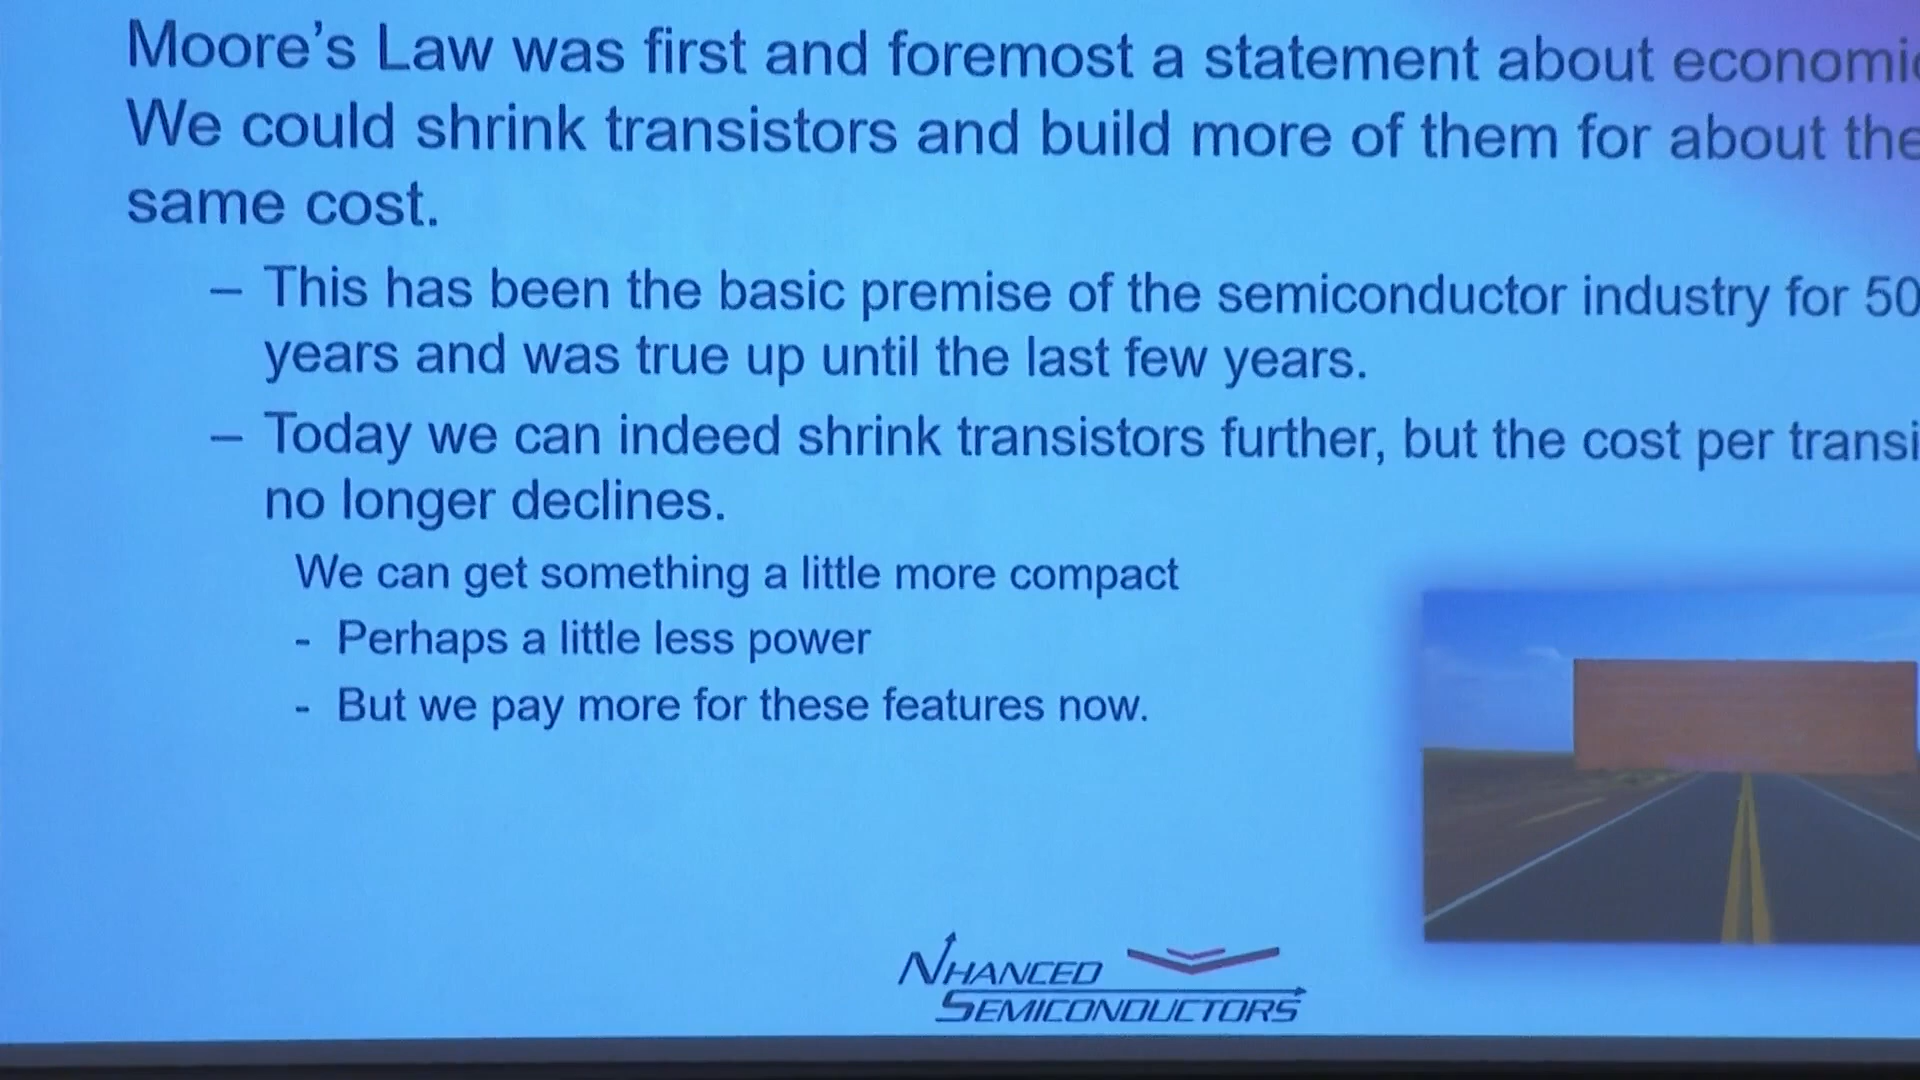 Moore's Law was first and foremost a statement about
We could shrink transistors and build more of them for about the
same cost.
– This has been the basic premise of the semiconductor industry for 50
years and was true up until the last few years.
– Today we can indeed shrink transistors further, but the cost per
no longer declines.
We can get something a little more compact
- Perhaps a little less power
- But we pay more for these features now.
NHANCED
SEMICONDUCTORS